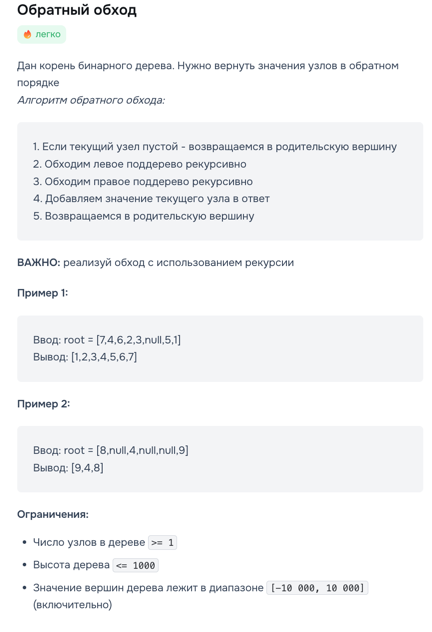 Обратный обход
🔥 легко
Дан корень бинарного дерева. Нужно вернуть значения узлов в обратном
порядке
Алгоритм обратного обхода:
1. Если текущий узел пустой - возвращаемся в родительскую вершину
2. Обходим левое поддерево рекурсивно
3. Обходим правое поддерево рекурсивно
4. Добавляем значение текущего узла в ответ
5. Возвращаемся в родительскую вершину
ВАЖНО: реализуй обход с использованием рекурсии
Пример 1:
Ввод: root = [7,4,6,2,3,null,5,1]
Вывод: [1,2,3,4,5,6,7]
Пример 2:
Ввод: root = [8,null,4,null,null,9]
Вывод: [9,4,8]
Ограничения:
• Число узлов в дереве >= 1
• Высота дерева <= 1000
• Значение вершин дерева лежит в диапазоне [-10 000, 10 000]
(включительно)